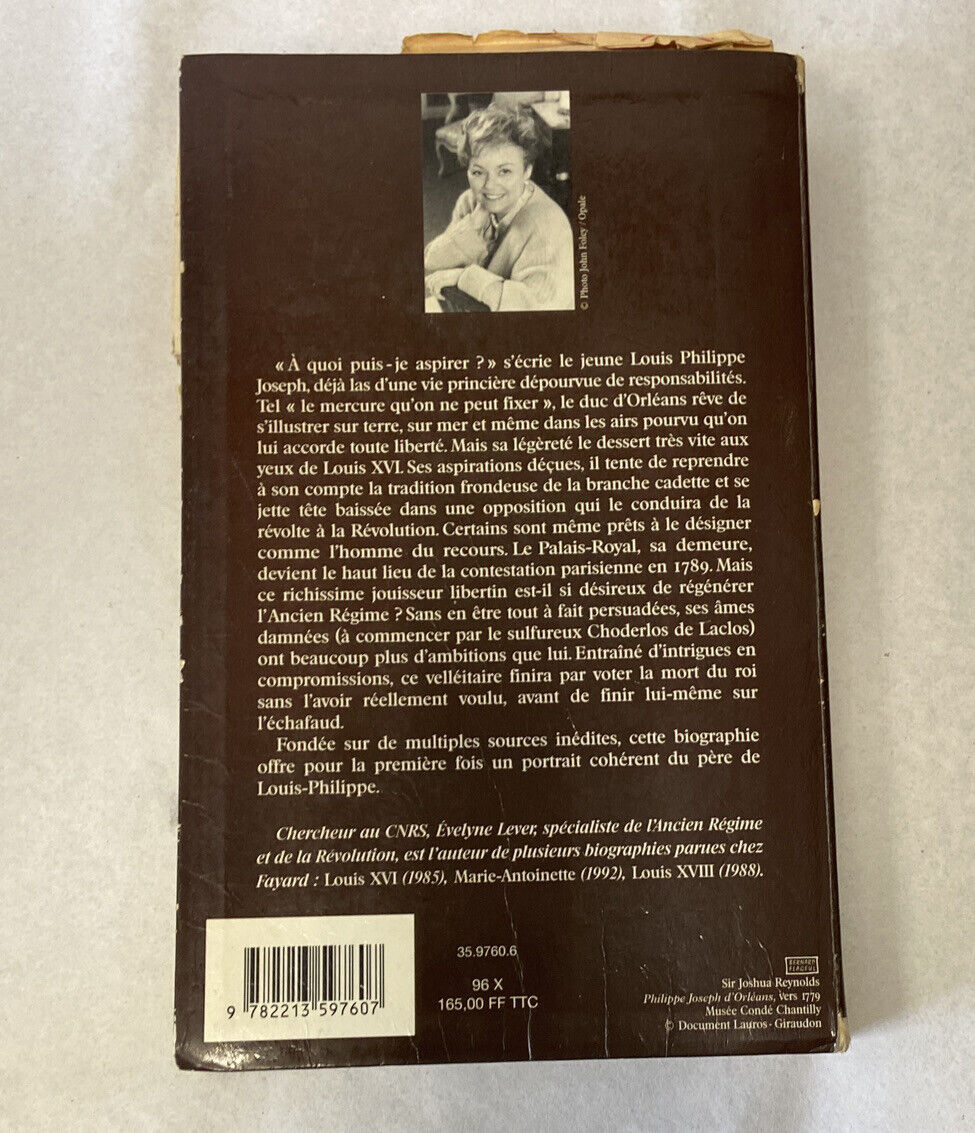 © Photo John Foley / Opale
« À quoi puis-je aspirer ? » s'écrie le jeune Louis Philippe
Joseph, déjà las d'une vie princière dépourvue de responsabilités.
Tel « le mercure qu'on ne peut fixer », le duc d'Orléans rêve de
s'illustrer sur terre, sur mer et même dans les airs pourvu qu'on
lui accorde toute liberté. Mais sa légèreté le dessert très vite aux
yeux de Louis XVI. Ses aspirations déçues, il tente de reprendre
à son compte la tradition frondeuse de la branche cadette et se
jette tête baissée dans une opposition qui le conduira de la
révolte à la Révolution. Certains sont même prêts à le désigner
comme l'homme du recours. Le Palais-Royal, sa demeure,
devient le haut lieu de la contestation parisienne en 1789. Mais
ce richissime jouisseur libertin est-il si désireux de régénérer
l'Ancien Régime ? Sans en être tout à fait persuadées, ses âmes
damnées (à commencer par le sulfureux Choderlos de Laclos)
ont beaucoup plus d'ambitions que lui. Entraîné d'intrigues en
compromissions, ce velléitaire finira par voter la mort du roi
sans l'avoir réellement voulu, avant de finir lui-même sur
l'échafaud.
Fondée sur de multiples sources inédites, cette biographie
offre pour la première fois un portrait cohérent du père de
Louis-Philippe.
Chercheur au CNRS, Évelyne Lever, spécialiste de l'Ancien Régime
et de la Révolution, est l'auteur de plusieurs biographies parues chez
Fayard : Louis XVI (1985), Marie-Antoinette (1992), Louis XVIII (1988).
9 782213 597607
35.9760.6
96 X
165,00 FF TTC
BERNARD
FLAGEUL
Sir Joshua Reynolds
Philippe Joseph d'Orléans, vers 1779
Musée Condé Chantilly
© Document Lauros - Giraudon